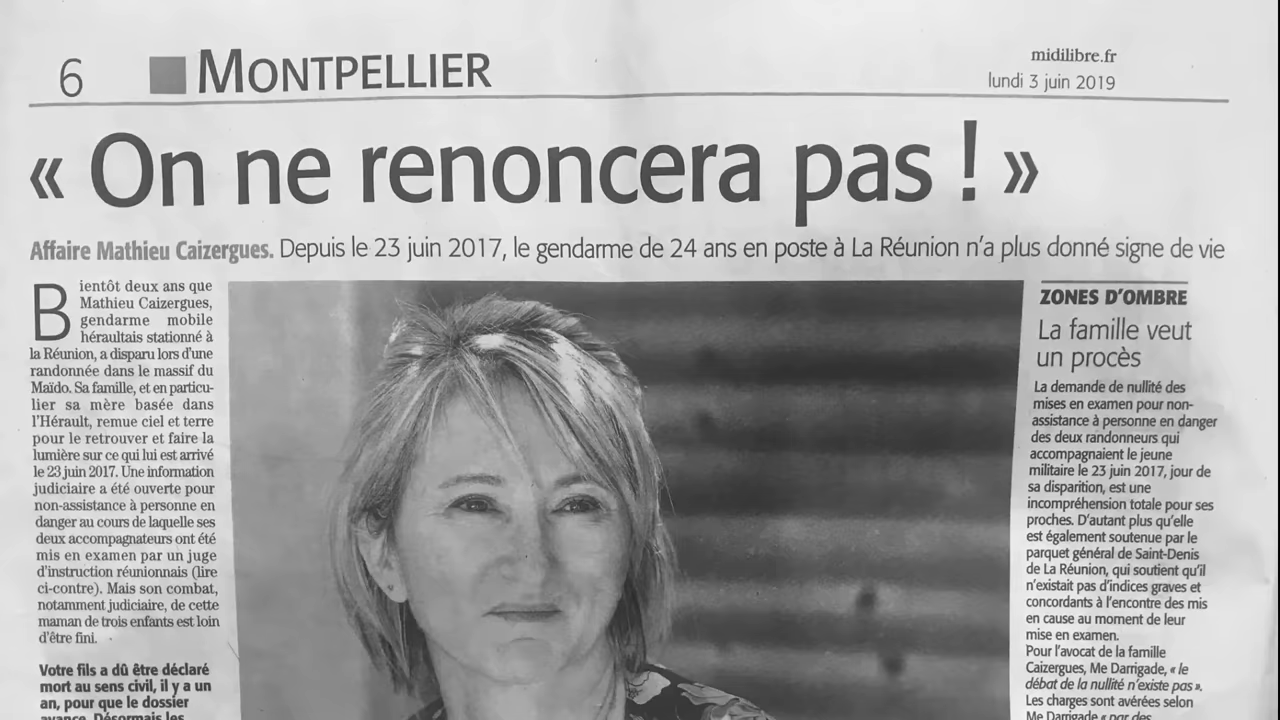 6
MONTPELLIER
midilibre.fr
lundi 3 juin 2019
« On ne renoncera pas ! »
Affaire Mathieu Caizergues. Depuis le 23 juin 2017, le gendarme de 24 ans en poste à La Réunion n'a plus donné signe de vie
Bientôt deux ans que
Mathieu Caizergues,
gendarme mobile
héraultais stationné à
la Réunion, a disparu lors d'une
randonnée dans le massif du
Maïdo. Sa famille, et en particu-
lier sa mère basée dans
l'Hérault, remue ciel et terre
pour le retrouver et faire la
lumière sur ce qui lui est arrivé
le 23 juin 2017. Une information
judiciaire a été ouverte pour
non-assistance à personne en
danger au cours de laquelle ses
deux accompagnateurs ont été
mis en examen par un juge
d'instruction réunionnais (lire
ci-contre). Mais son combat,
notamment judiciaire, de cette
maman de trois enfants est loin
d'être fini.
Votre fils a dû être déclaré
mort au sens civil, il y a un
an, pour que le dossier
avance. Désormais les
ZONES D'OMBRE
La famille veut
un procès
La demande de nullité des
mises en examen pour non-
assistance à personne en danger
des deux randonneurs qui
accompagnaient le jeune
militaire le 23 juin 2017, jour de
sa disparition, est une
incompréhension totale pour ses
proches. D'autant plus qu'elle
est également soutenue par le
parquet général de Saint-Denis
de La Réunion, qui soutient qu'il
n'existait pas d'indices graves et
concordants à l'encontre des mis
en cause au moment de leur
mise en examen.
Pour l'avocat de la famille
Caizergues, Me Darrigade, « le
débat de la nullité n'existe pas ».
Les charges sont avérées selon
Me Darrigade « par des